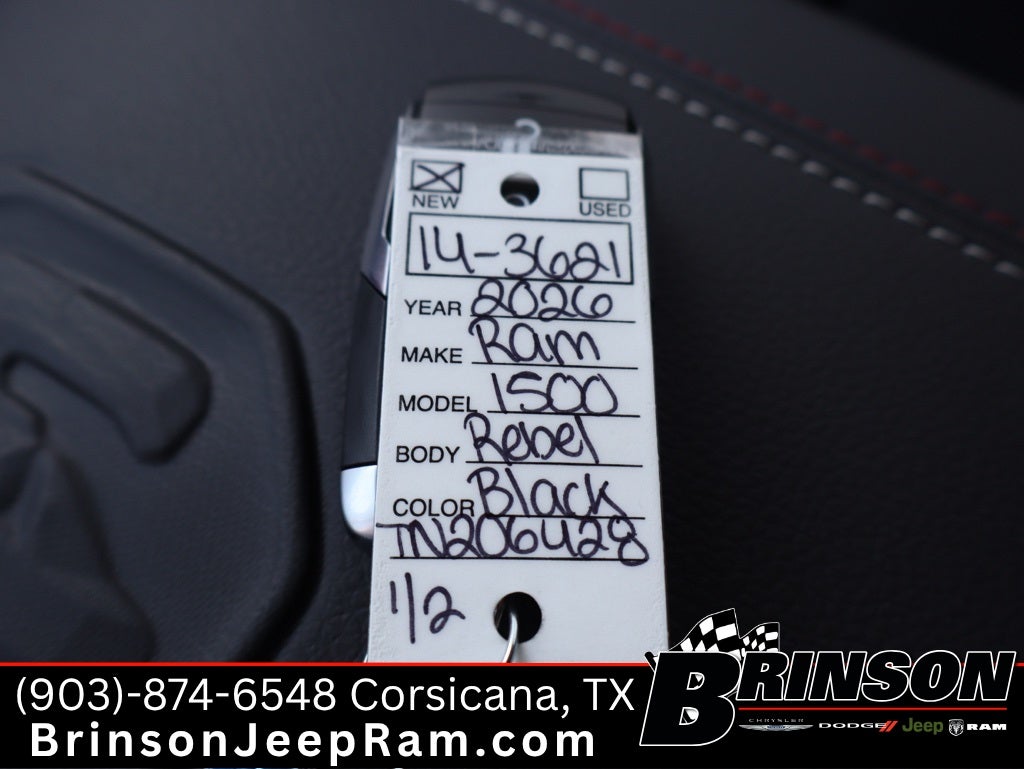 NEW USED
14-3621
YEAR 2026
MAKE Ram
MODEL 1500
BODY Rebel
COLOR Black
TN206428
1/2
(903)-874-6548 Corsicana, TX
BrinsonJeepRam.com
BRINSON
CHRYSLER DODGE// Jeep RAM